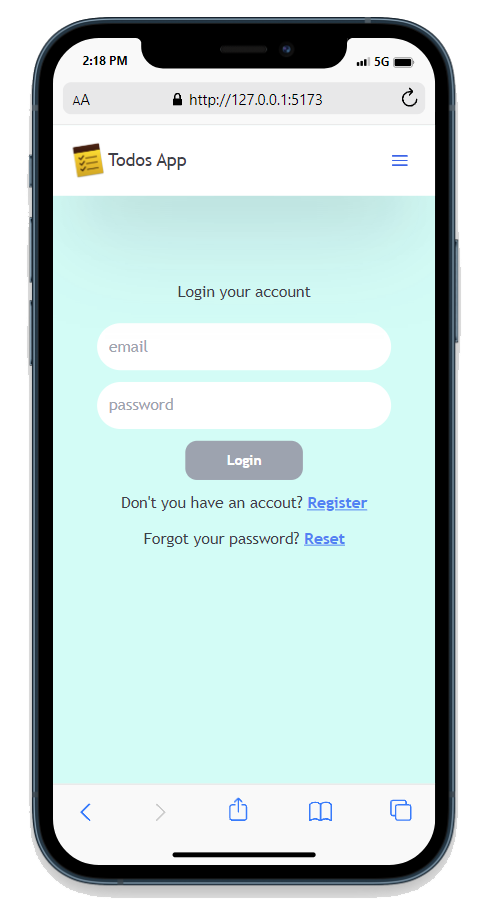 2:18 PM 5G
AA http://127.0.0.1:5173
Todos App
Login your account
email
password
Login
Don't you have an accout? Register
Forgot your password? Reset